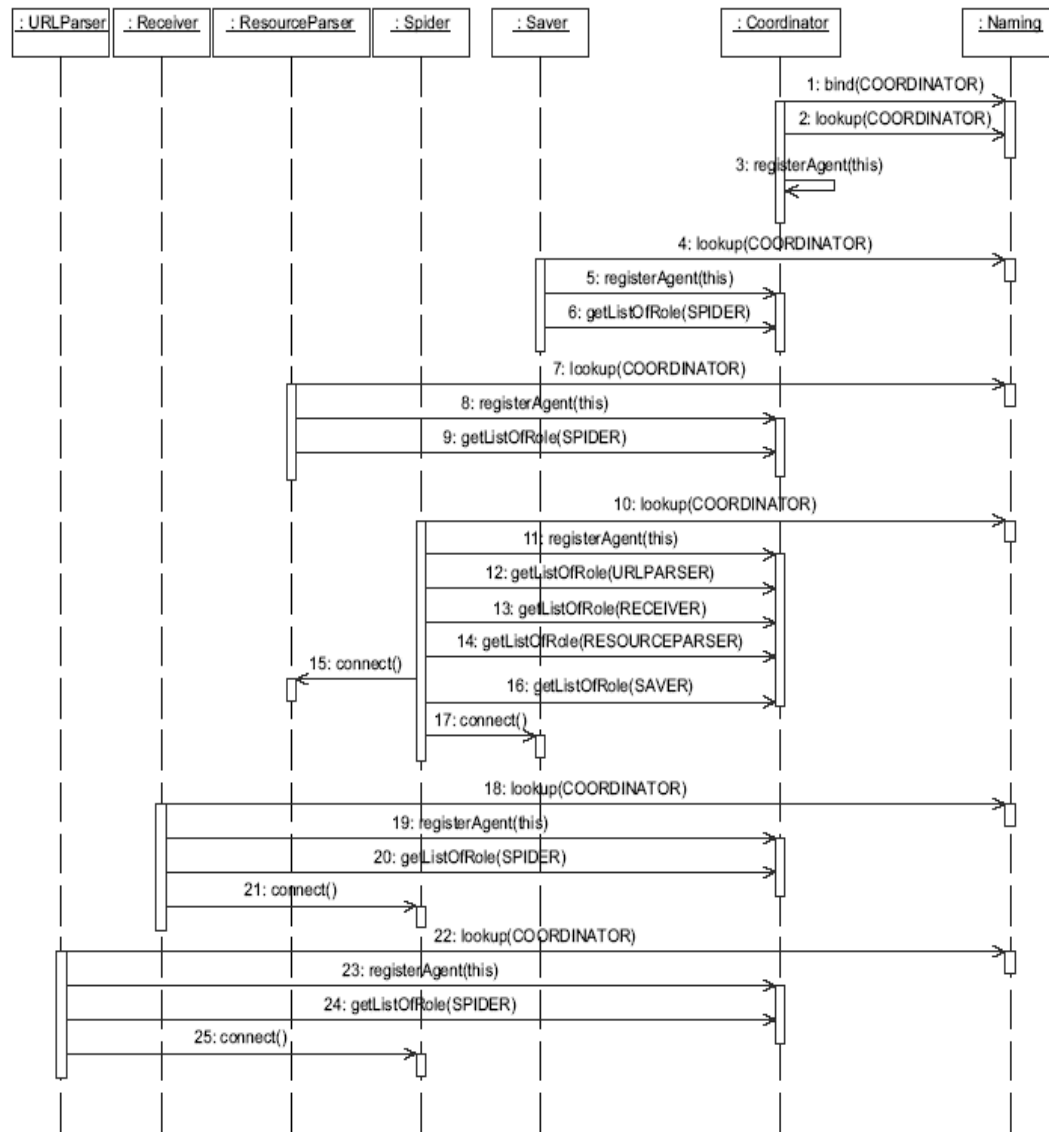 : URLParser
: Receiver
: ResourceParser
: Spider
: Saver
: Coordinator
: Naming
1: bind(COORDINATOR)
2: lookup(COORDINATOR)
3: registerAgent(this)
4: lookup(COORDINATOR)
5: registerAgent(this)
6: getListOfRole(SPIDER)
7: lookup(COORDINATOR)
8: registerAgent(this)
9: getListOfRole(SPIDER)
10: lookup(COORDINATOR)
11: registerAgent(this)
12: getListOfRole(URLPARSER)
13: getListOfRole(RECEIVER)
14: getListOfRole(RESOURCEPARSER)
15: connect()
16: getListOfRole(SAVER)
17: connect()
18: lookup(COORDINATOR)
19: registerAgent(this)
20: getListOfRole(SPIDER)
21: connect()
22: lookup(COORDINATOR)
23: registerAgent(this)
24: getListOfRole(SPIDER)
25: connect()